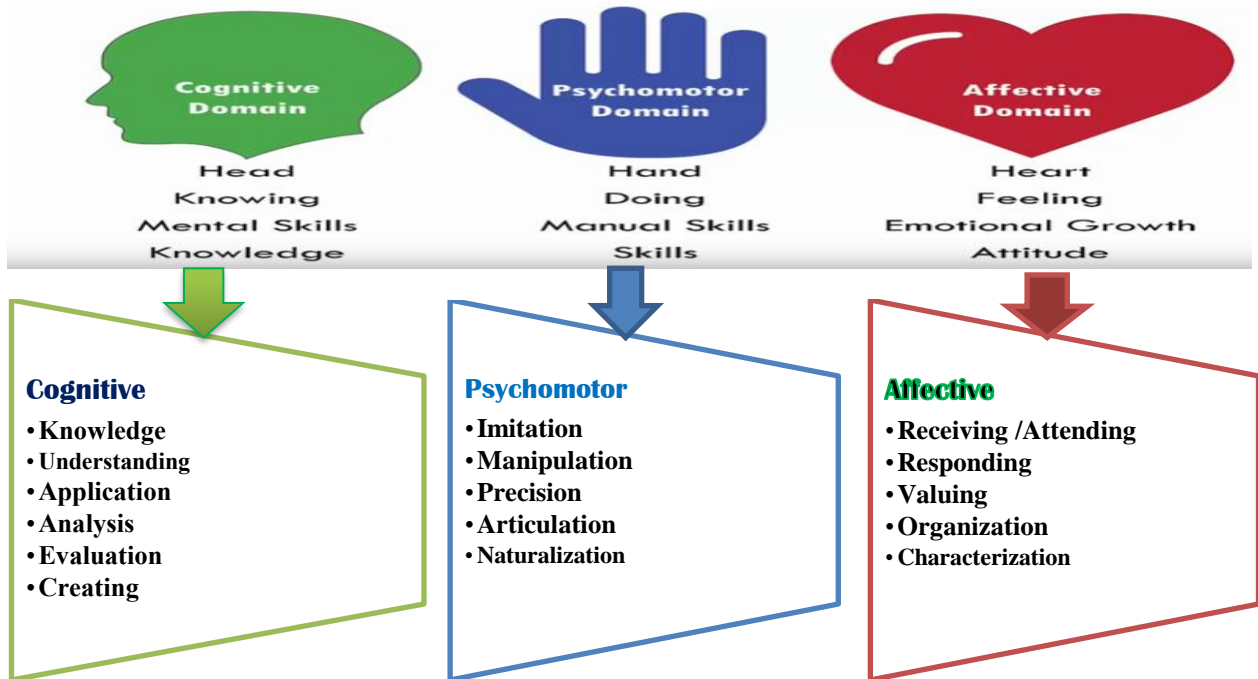 Cognitive
Domain
Head
Knowing
Mental Skills
Knowledge
Psychomotor
Domain
Hand
Doing
Manual Skills
Skills
Affective
Domain
Heart
Feeling
Emotional Growth
Attitude
Cognitive
• Knowledge
• Understanding
• Application
• Analysis
• Evaluation
• Creating
Psychomotor
• Imitation
• Manipulation
• Precision
• Articulation
• Naturalization
Affective
• Receiving /Attending
• Responding
• Valuing
• Organization
• Characterization